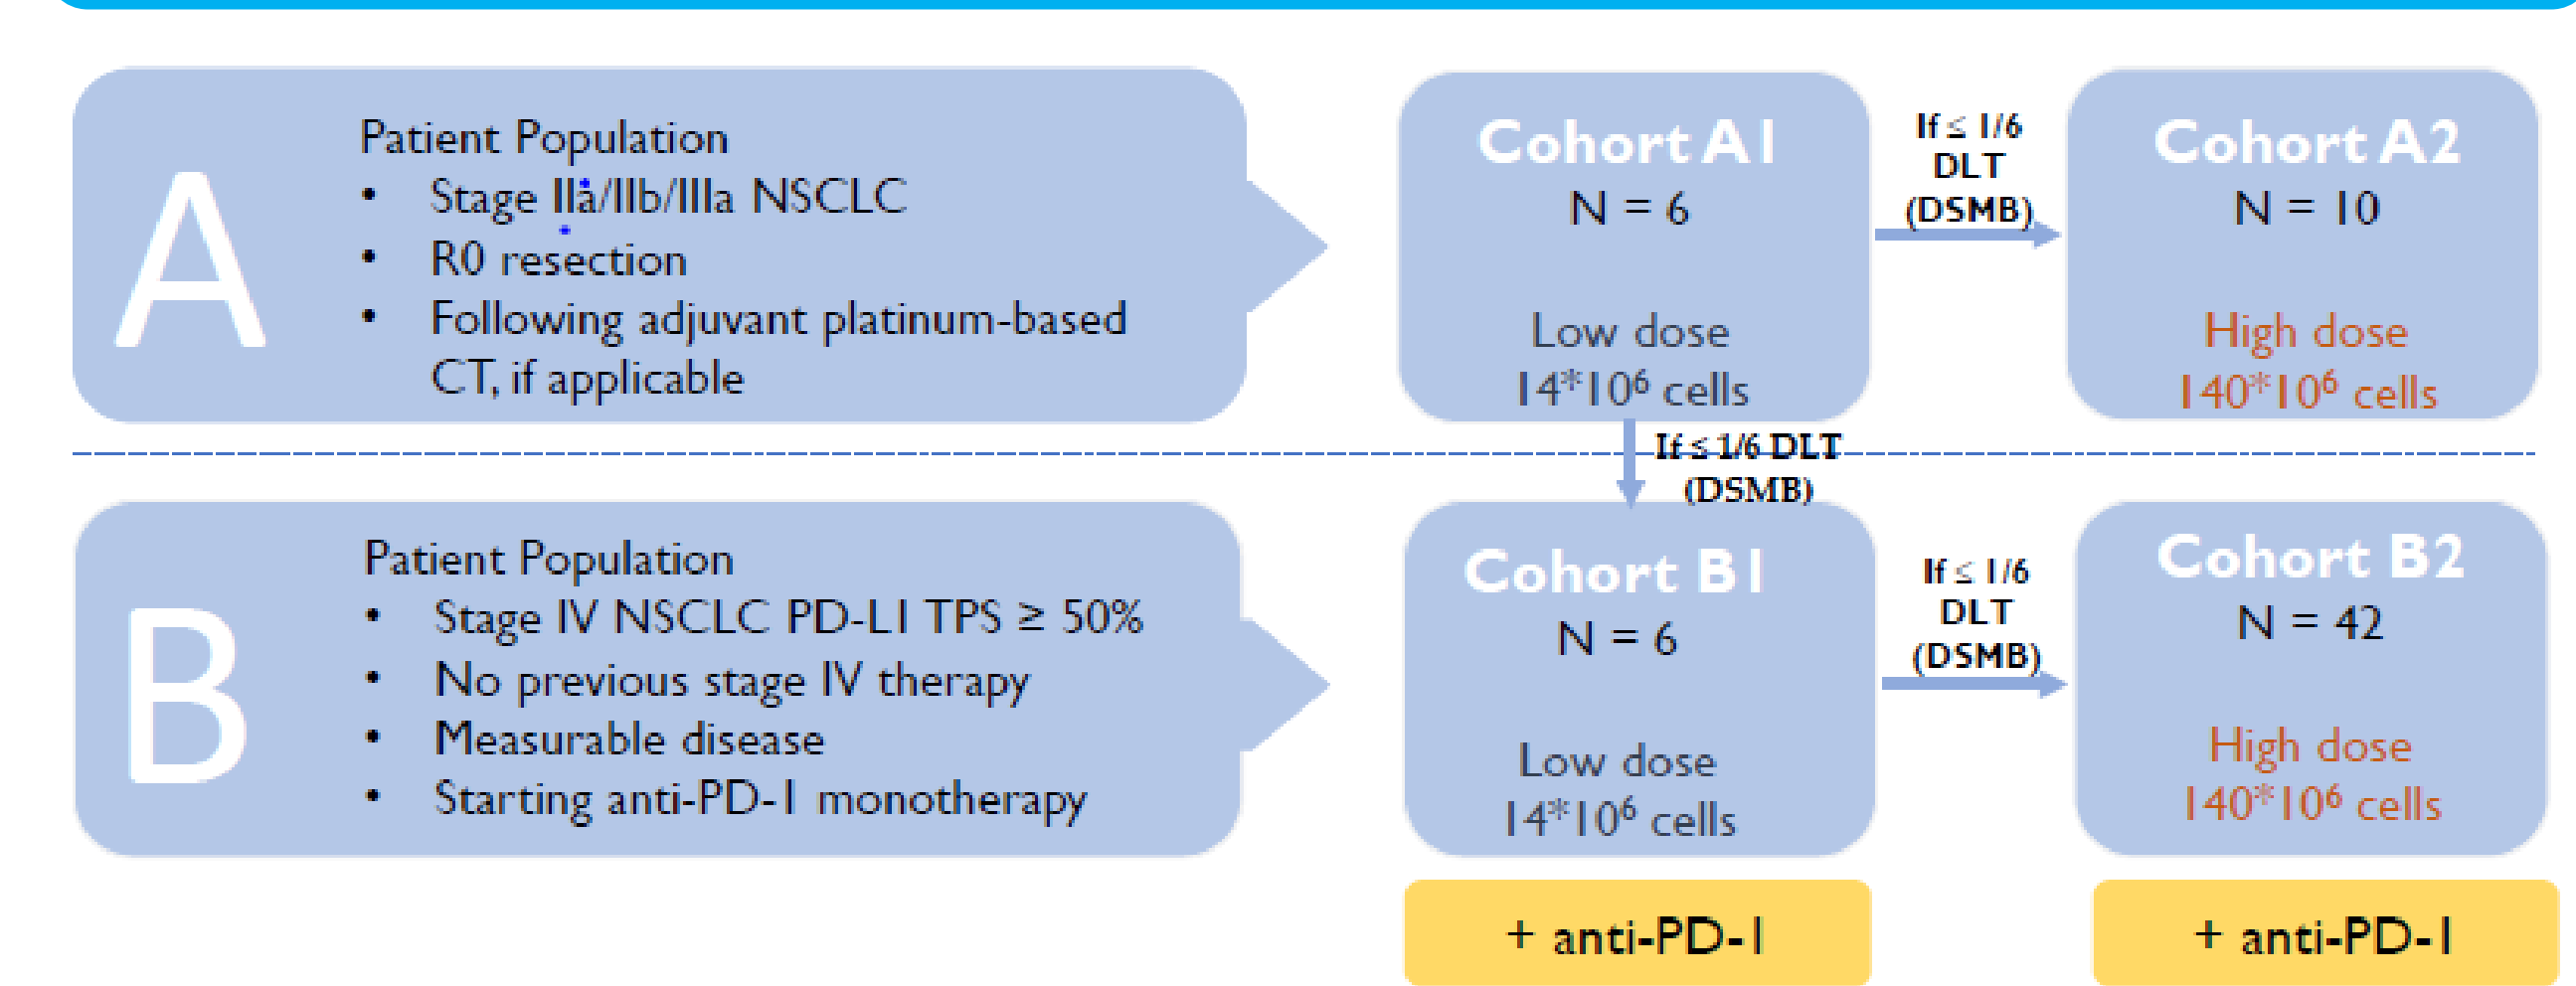 A
Patient Population
• Stage IIa/IIb/IIIa NSCLC
• R0 resection
• Following adjuvant platinum-based
CT, if applicable
Cohort A1
N = 6
Low dose
14*10⁶ cells
If ≤ 1/6
DLT
(DSMB)
Cohort A2
N = 10
High dose
140*10⁶ cells
If ≤ 1/6 DLT
(DSMB)
B
Patient Population
• Stage IV NSCLC PD-L1 TPS ≥ 50%
• No previous stage IV therapy
• Measurable disease
• Starting anti-PD-1 monotherapy
Cohort B1
N = 6
Low dose
14*10⁶ cells
If ≤ 1/6
DLT
(DSMB)
Cohort B2
N = 42
High dose
140*10⁶ cells
+ anti-PD-1
+ anti-PD-1